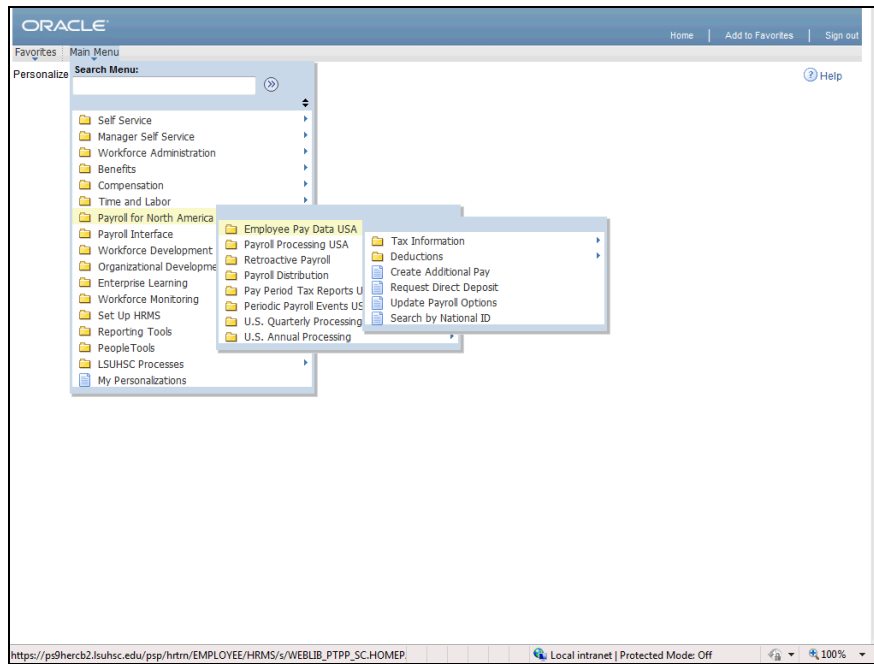 ORACLE
Home | Add to Favorites | Sign out
Favorites Main Menu
Personalize Search Menu:
Help
Self Service
Manager Self Service
Workforce Administration
Benefits
Compensation
Time and Labor
Payroll for North America
Payroll Interface
Workforce Development
Organizational Developme
Enterprise Learning
Workforce Monitoring
Set Up HRMS
Reporting Tools
PeopleTools
LSUHSC Processes
My Personalizations
Employee Pay Data USA
Payroll Processing USA
Retroactive Payroll
Payroll Distribution
Pay Period Tax Reports U
Periodic Payroll Events US
U.S. Quarterly Processing
U.S. Annual Processing
Tax Information
Deductions
Create Additional Pay
Request Direct Deposit
Update Payroll Options
Search by National ID
https://ps9hercb2.lsuhsc.edu/psp/hrtrn/EMPLOYEE/HRMS/s/WEBLIB_PTPP_SC.HOMEP. Local intranet | Protected Mode: Off 100%